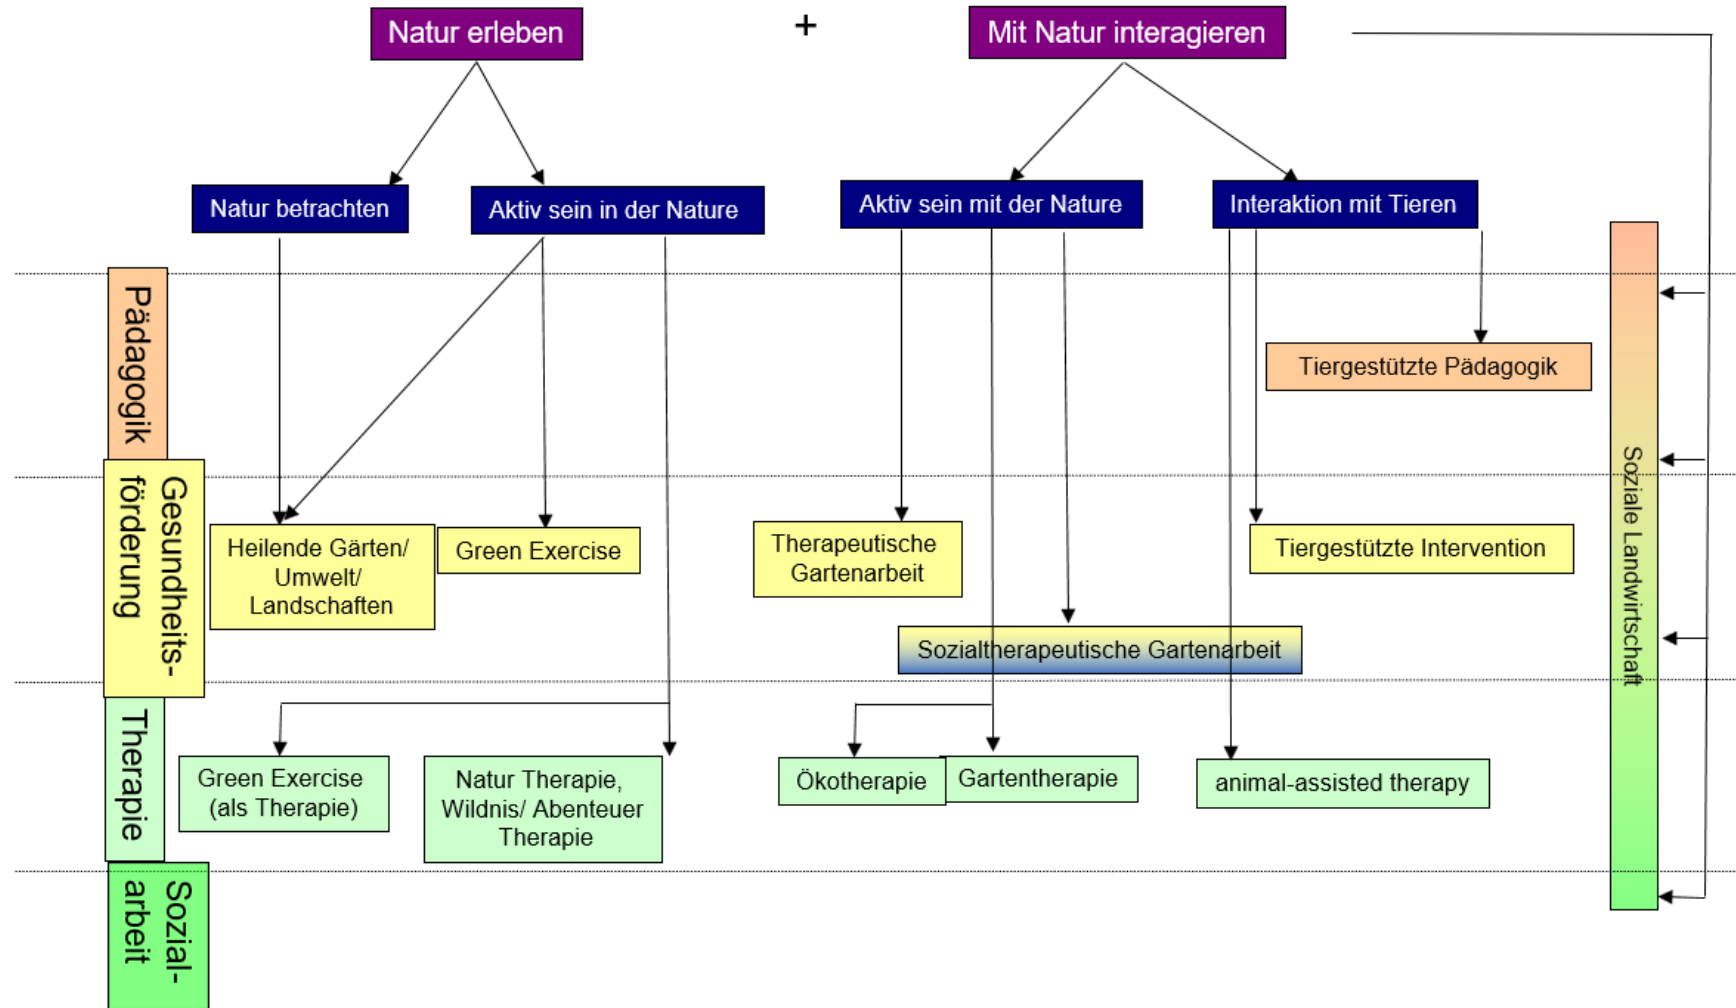 Natur erleben
+
Mit Natur interagieren
Natur betrachten
Aktiv sein in der Nature
Aktiv sein mit der Nature
Interaktion mit Tieren
Pädagogik
Tiergestützte Pädagogik
Soziale Landwirtschaft
Gesundheits-
förderung
Heilende Gärten/
Umwelt/
Landschaften
Green Exercise
Therapeutische
Gartenarbeit
Tiergestützte Intervention
Sozialtherapeutische Gartenarbeit
Therapie
Green Exercise
(als Therapie)
Natur Therapie,
Wildnis/ Abenteuer
Therapie
Ökotherapie
Gartentherapie
animal-assisted therapy
Sozial-
arbeit